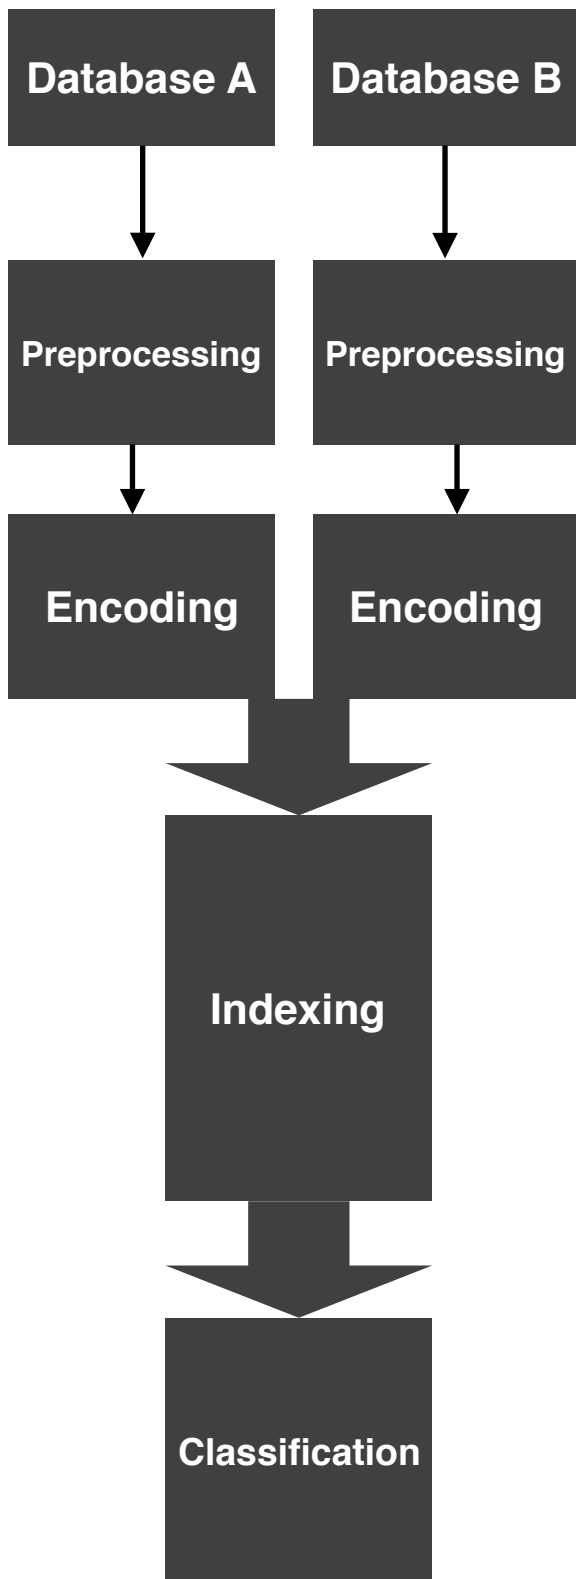 Database A
Database B
Preprocessing
Preprocessing
Encoding
Encoding
Indexing
Classification